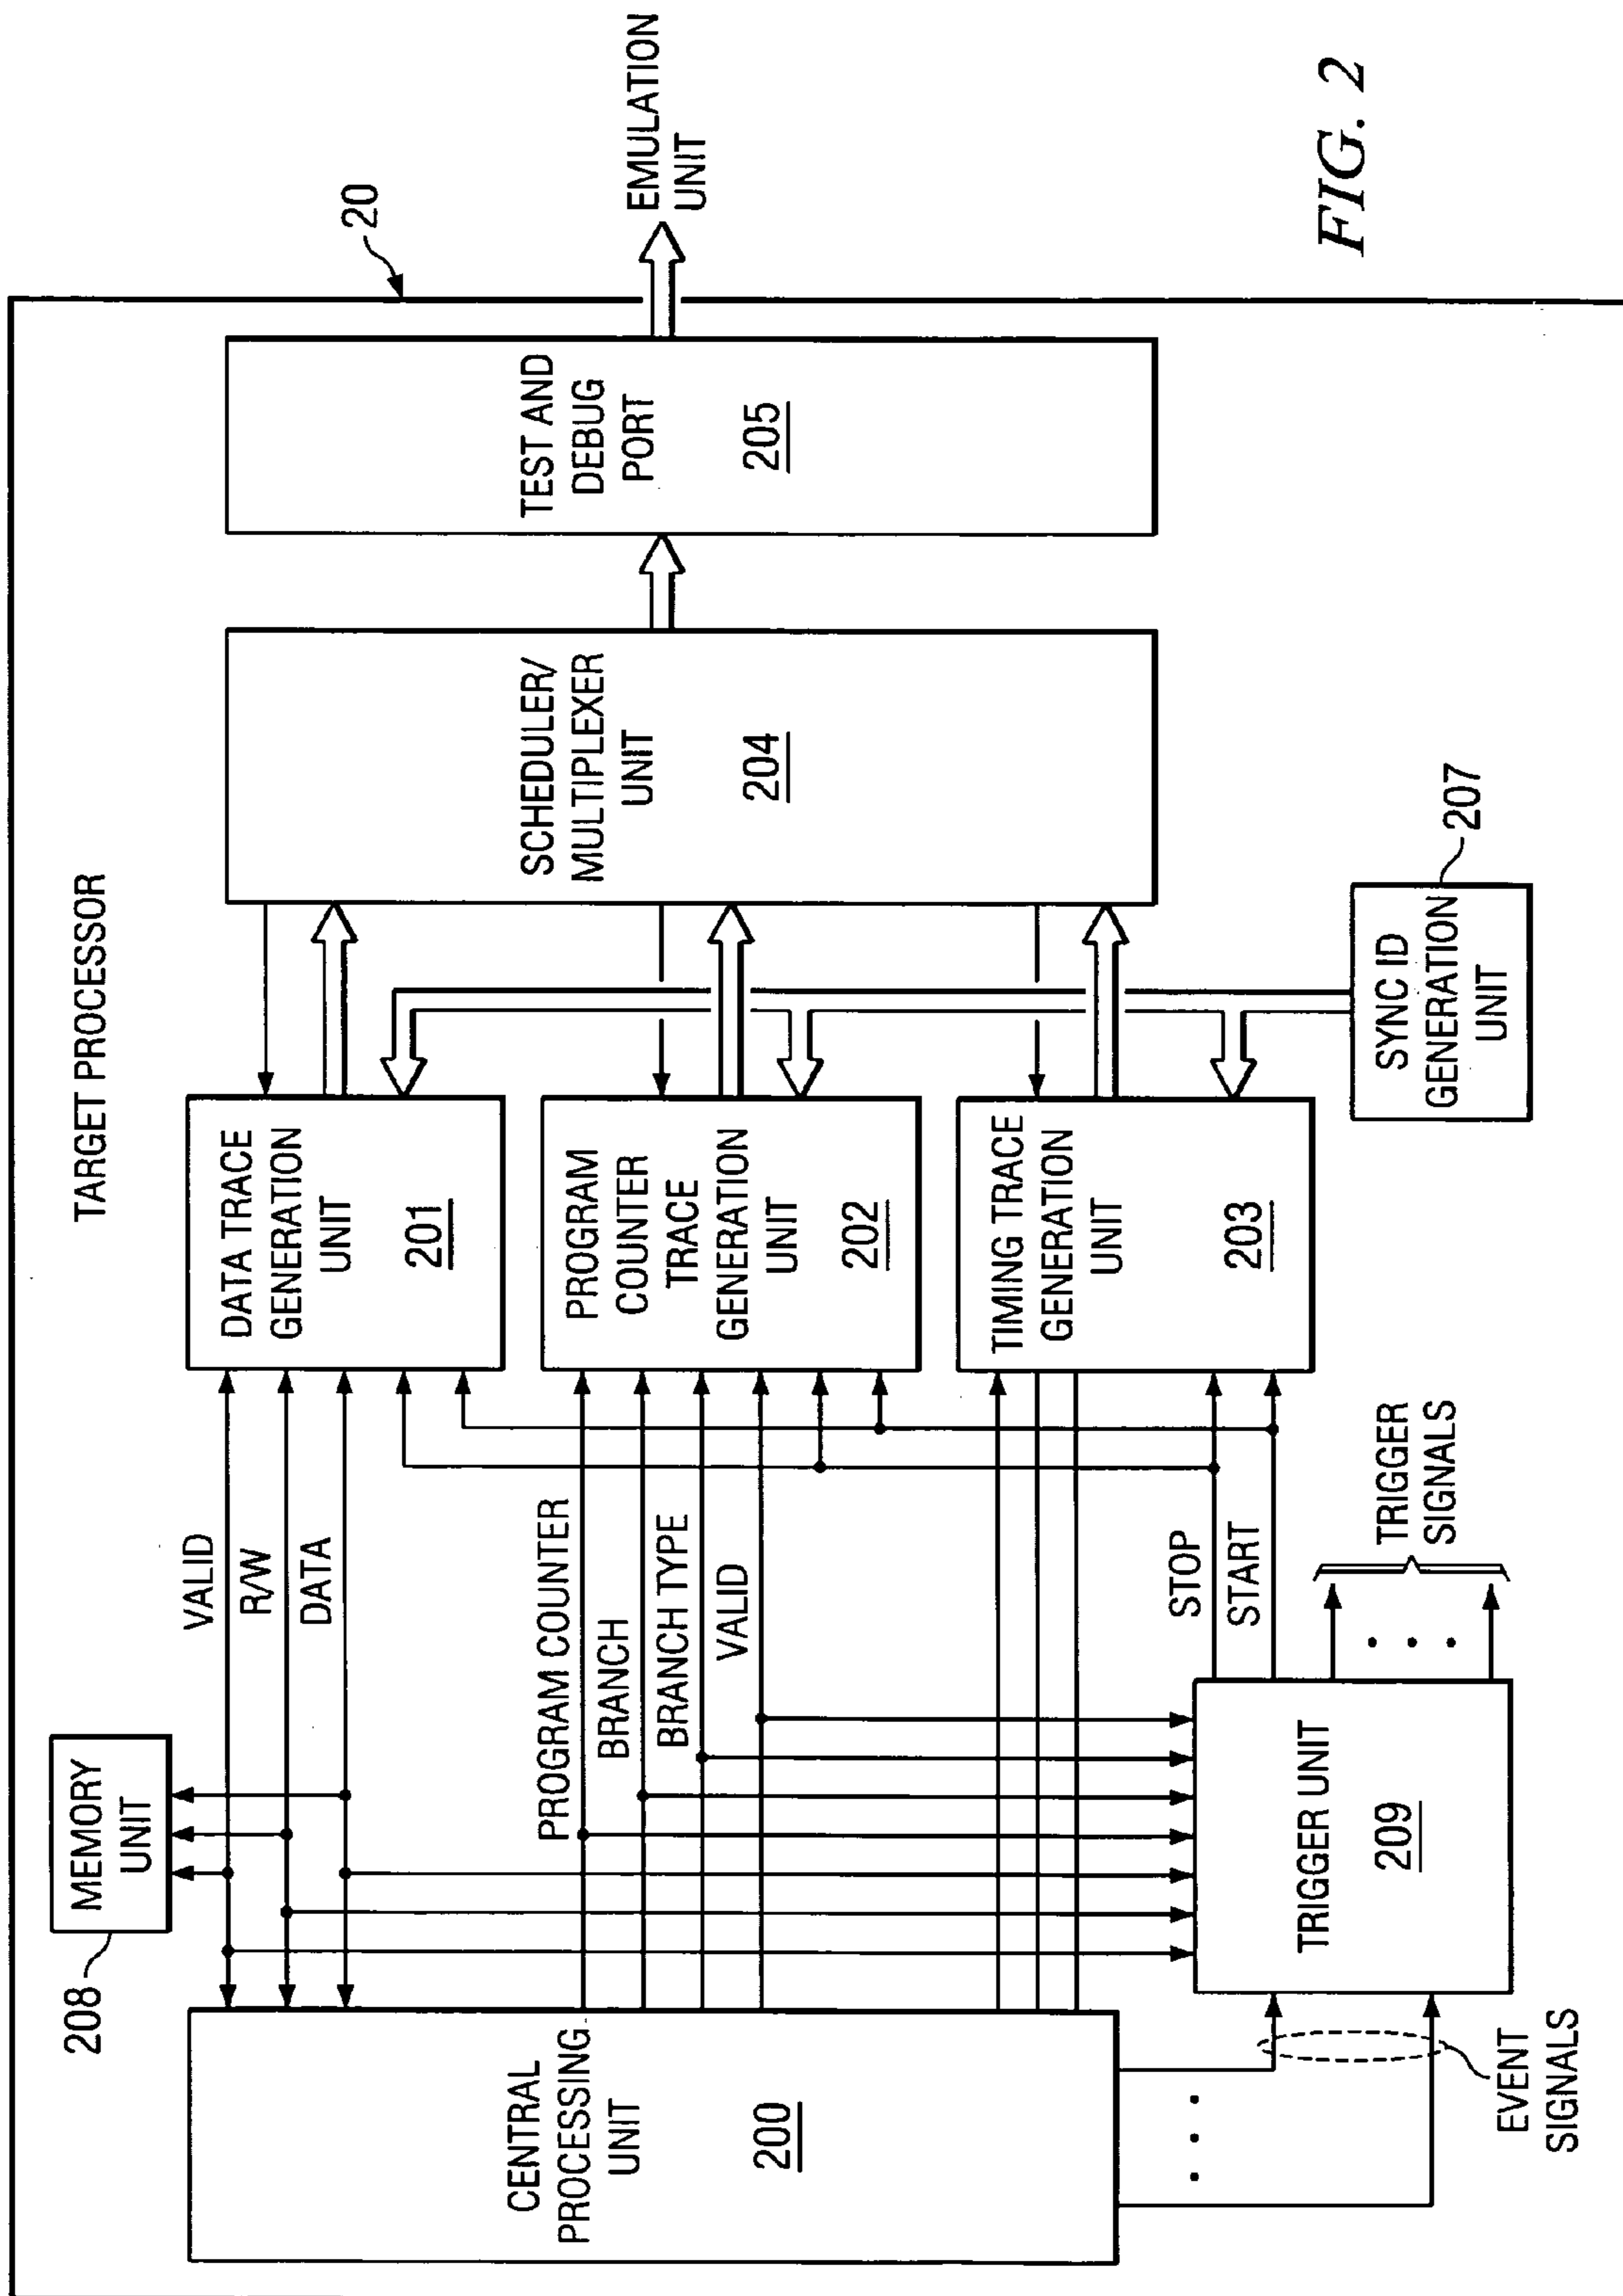 TARGET PROCESSOR
20
208
MEMORY
UNIT
VALID
R/W
DATA
CENTRAL
PROCESSING
UNIT
200
PROGRAM COUNTER
BRANCH
BRANCH TYPE
VALID
DATA TRACE
GENERATION
UNIT
201
PROGRAM
COUNTER
TRACE
GENERATION
UNIT
202
TIMING TRACE
GENERATION
UNIT
203
SCHEDULER/
MULTIPLEXER
UNIT
204
TEST AND
DEBUG
PORT
205
EMULATION
UNIT
STOP
START
TRIGGER UNIT
209
EVENT
SIGNALS
TRIGGER
SIGNALS
SYNC ID
GENERATION
UNIT
207
FIG. 2